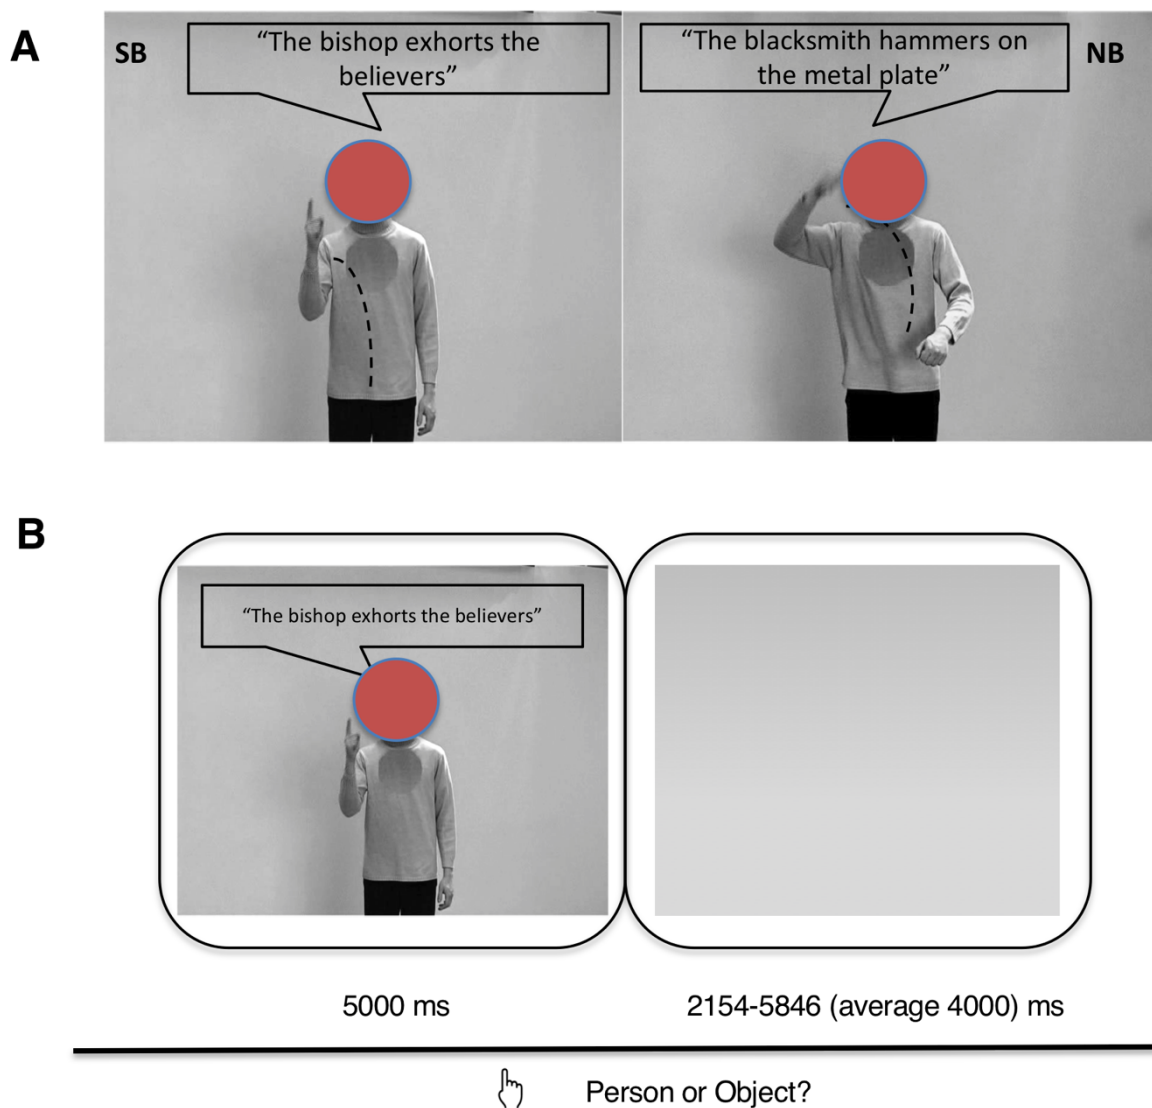 A
SB
“The bishop exhorts the
believers”
“The blacksmith hammers on
the metal plate”
NB
B
“The bishop exhorts the believers”
5000 ms
2154-5846 (average 4000) ms
Person or Object?